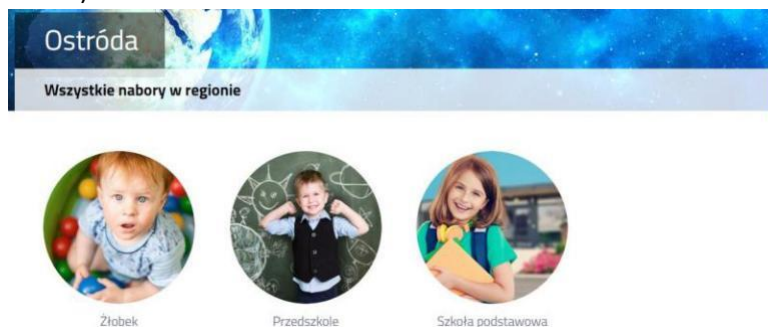 Ostróda
Wszystkie nabory w regionie
Żłobek
Przedszkole
Szkoła podstawowa